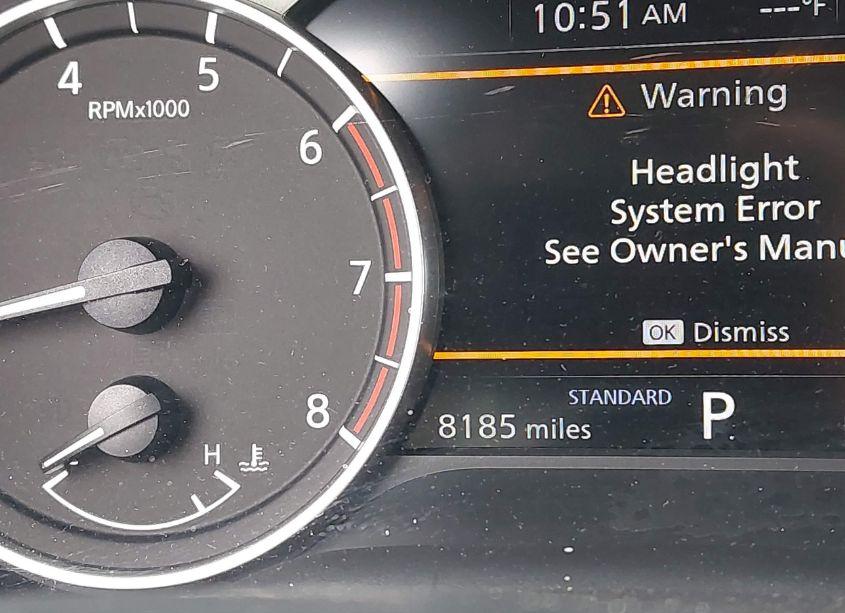 10:51 AM
---°F
4
5
RPMx1000
6
7
8
H
Warning
Headlight
System Error
See Owner's Manu
OK Dismiss
STANDARD
8185 miles
P